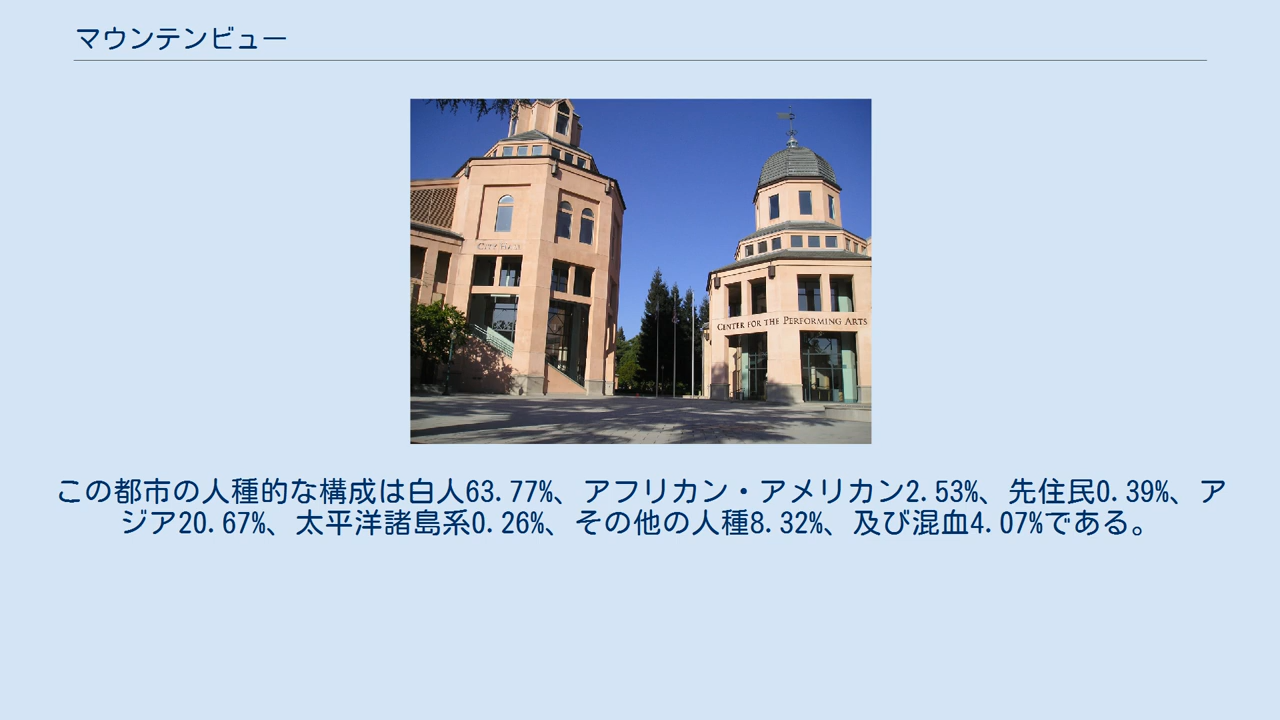 マウンテンビュー
CITY HALL
CENTER FOR THE PERFORMING ARTS
この都市の人種的な構成は白人63.77%、アフリカン・アメリカン2.53%、先住民0.39%、ア
ジア20.67%、太平洋諸島系0.26%、その他の人種8.32%、及び混血4.07%である。